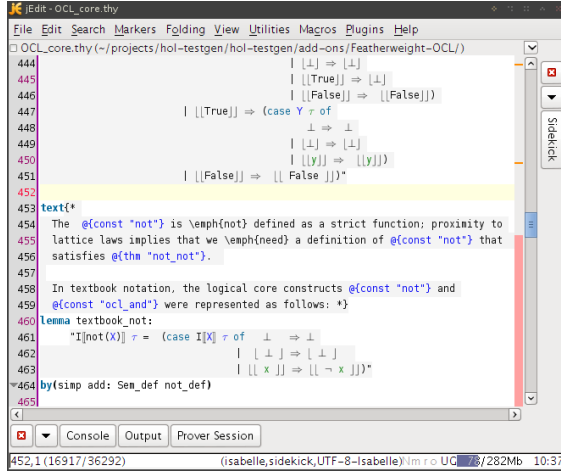 jEdit - OCL_core.thy
File Edit Search Markers Folding View Utilities Macros Plugins Help
OCL_core.thy (~/projects/hol-testgen/hol-testgen/add-ons/Featherweight-OCL/)
444 | ⌊⊥⌋ ⇒ ⌊⊥⌋
445 | ⌊⌊True⌋⌋ ⇒ ⌊⊥⌋
446 | ⌊⌊False⌋⌋ ⇒ ⌊⌊False⌋⌋)
447 | ⌊⌊True⌋⌋ ⇒ (case Y τ of
448 ⊥ ⇒ ⊥
449 | ⌊⊥⌋ ⇒ ⌊⊥⌋
450 | ⌊⌊y⌋⌋ ⇒ ⌊⌊y⌋⌋)
451 | ⌊⌊False⌋⌋ ⇒ ⌊⌊ False ⌋⌋)"
452
453 text{*
454 The @{const "not"} is \emph{not} defined as a strict function; proximity to
455 lattice laws implies that we \emph{need} a definition of @{const "not"} that
456 satisfies @{thm "not_not"}.
457
458 In textbook notation, the logical core constructs @{const "not"} and
459 @{const "ocl_and"} were represented as follows: *}
460 lemma textbook_not:
461 "I⟦not(X)⟧ τ = (case I⟦X⟧ τ of ⊥ ⇒ ⊥
462 | ⌊ ⊥ ⌋ ⇒ ⌊ ⊥ ⌋
463 | ⌊⌊ x ⌋⌋ ⇒ ⌊⌊ ¬ x ⌋⌋)"
464 by(simp add: Sem_def not_def)
465
Sidekick
Console Output Prover Session
452,1 (16917/36292) (isabelle,sidekick,UTF-8-Isabelle)Nm r o UG 78/282Mb 10:37